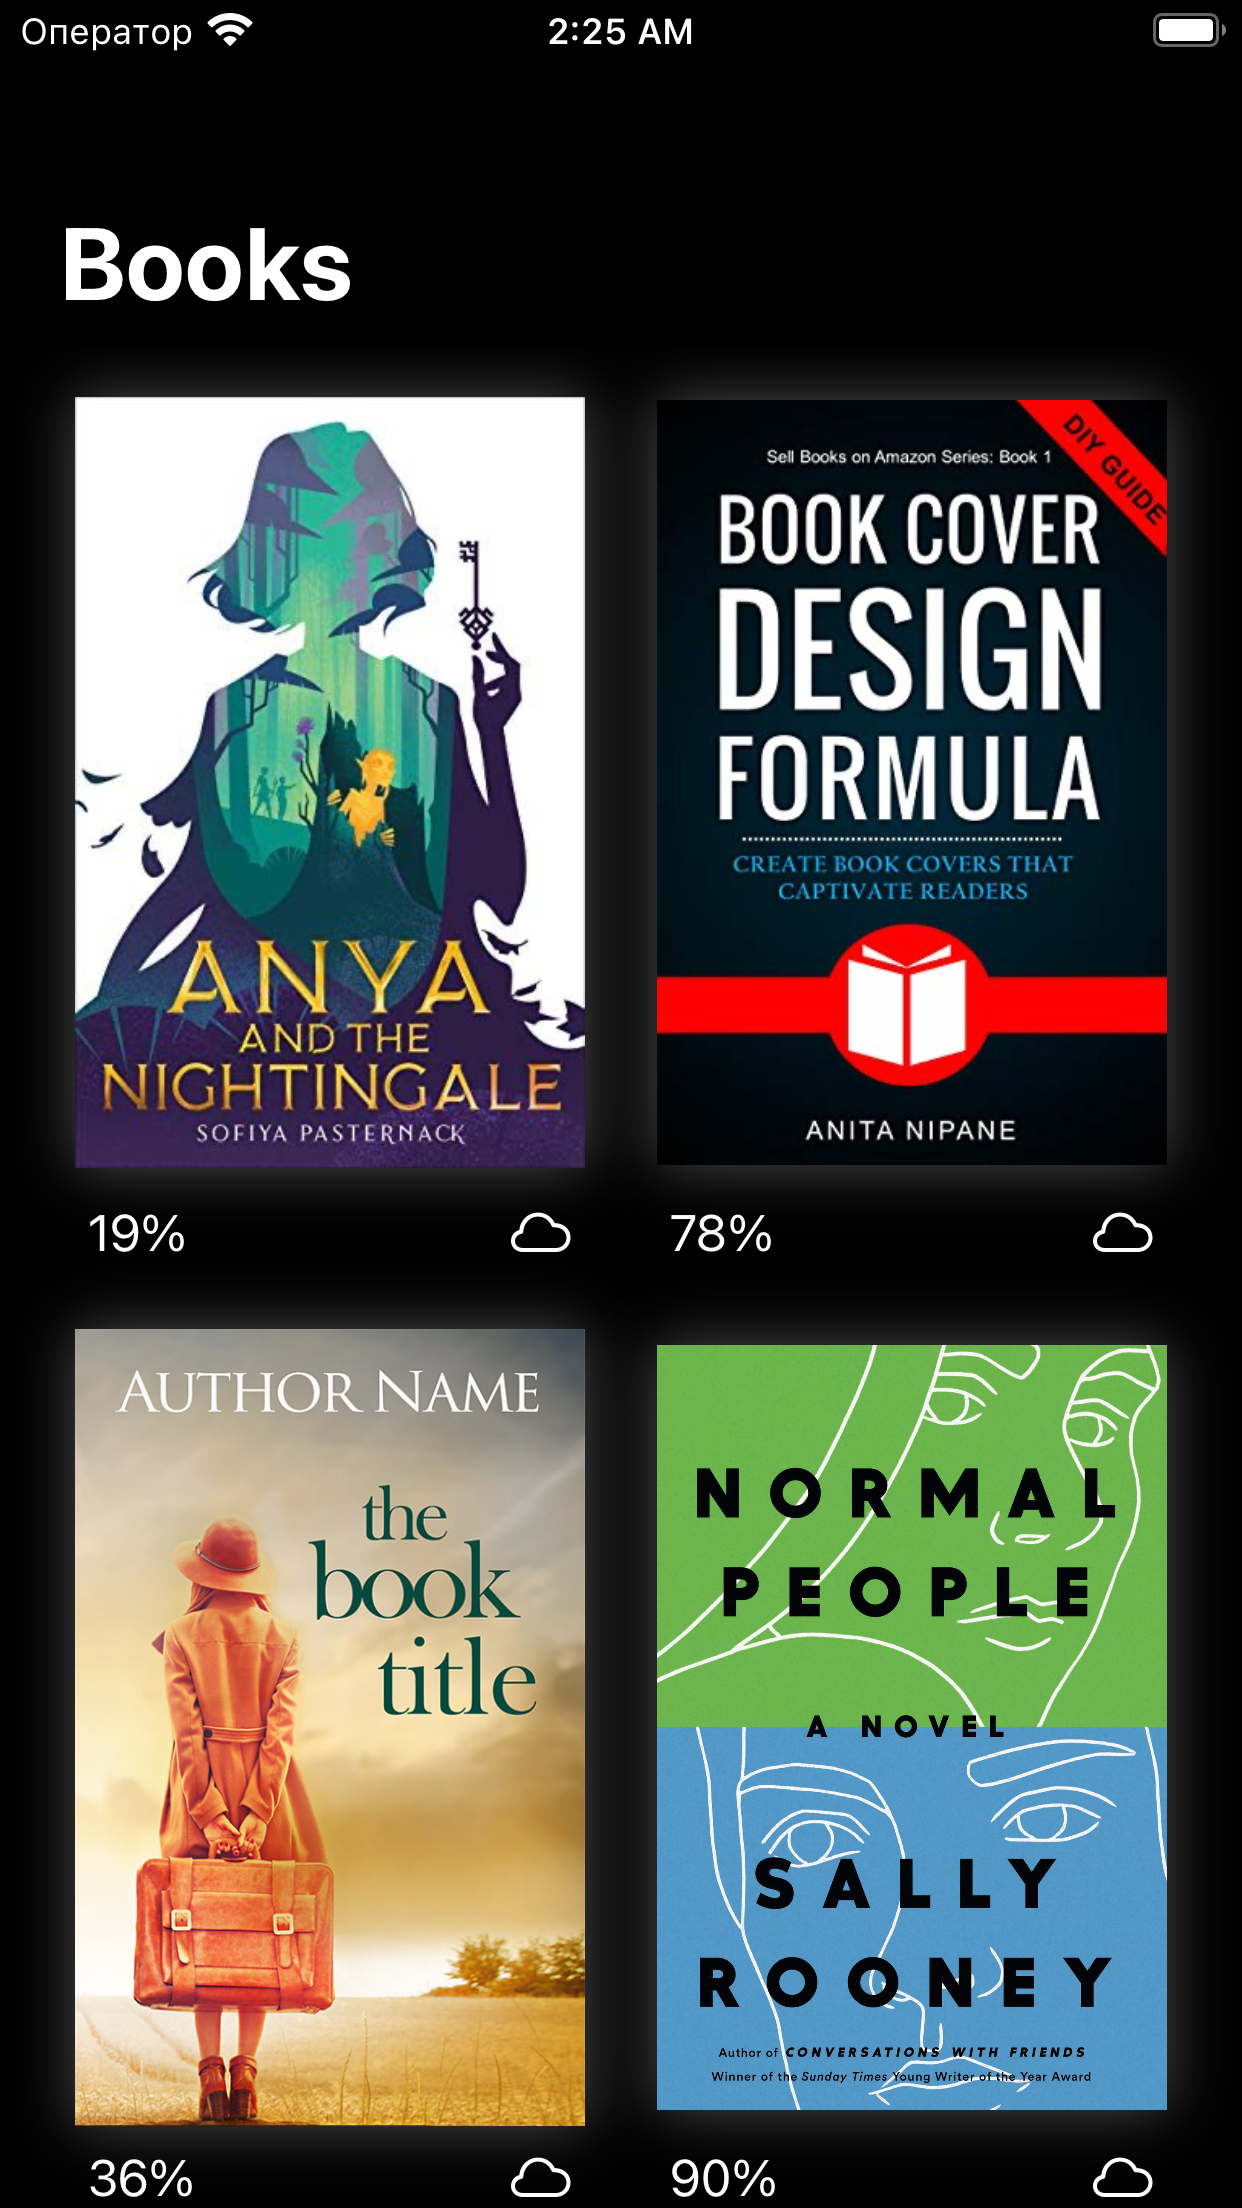 Оператор 2:25 AM
Books
ANYA
AND THE
NIGHTINGALE
SOFIYA PASTERNACK
Sell Books on Amazon Series: Book 1
DIY GUIDE
BOOK COVER
DESIGN
FORMULA
CREATE BOOK COVERS THAT
CAPTIVATE READERS
ANITA NIPANE
19%
78%
AUTHOR NAME
the
book
title
NORMAL
PEOPLE
A NOVEL
SALLY
ROONEY
Author of CONVERSATIONS WITH FRIENDS
Winner of the Sunday Times Young Writer of the Year Award
36%
90%